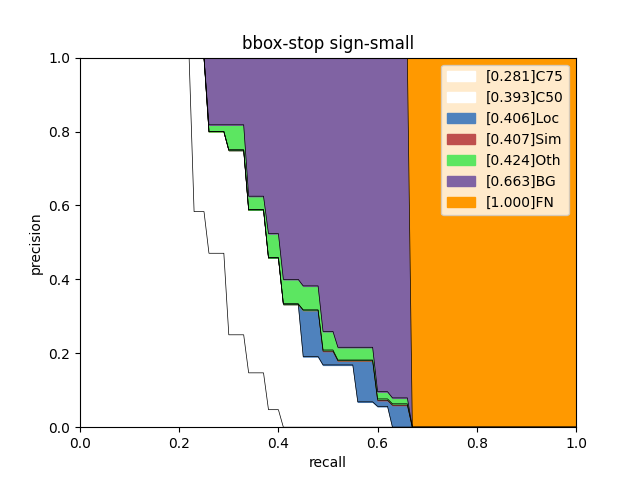 bbox-stop sign-small
1.0
0.8
0.6
0.4
0.2
0.0
precision
[0.281]C75
[0.393]C50
[0.406]Loc
[0.407]Sim
[0.424]Oth
[0.663]BG
[1.000]FN
0.0 0.2 0.4 0.6 0.8 1.0
recall